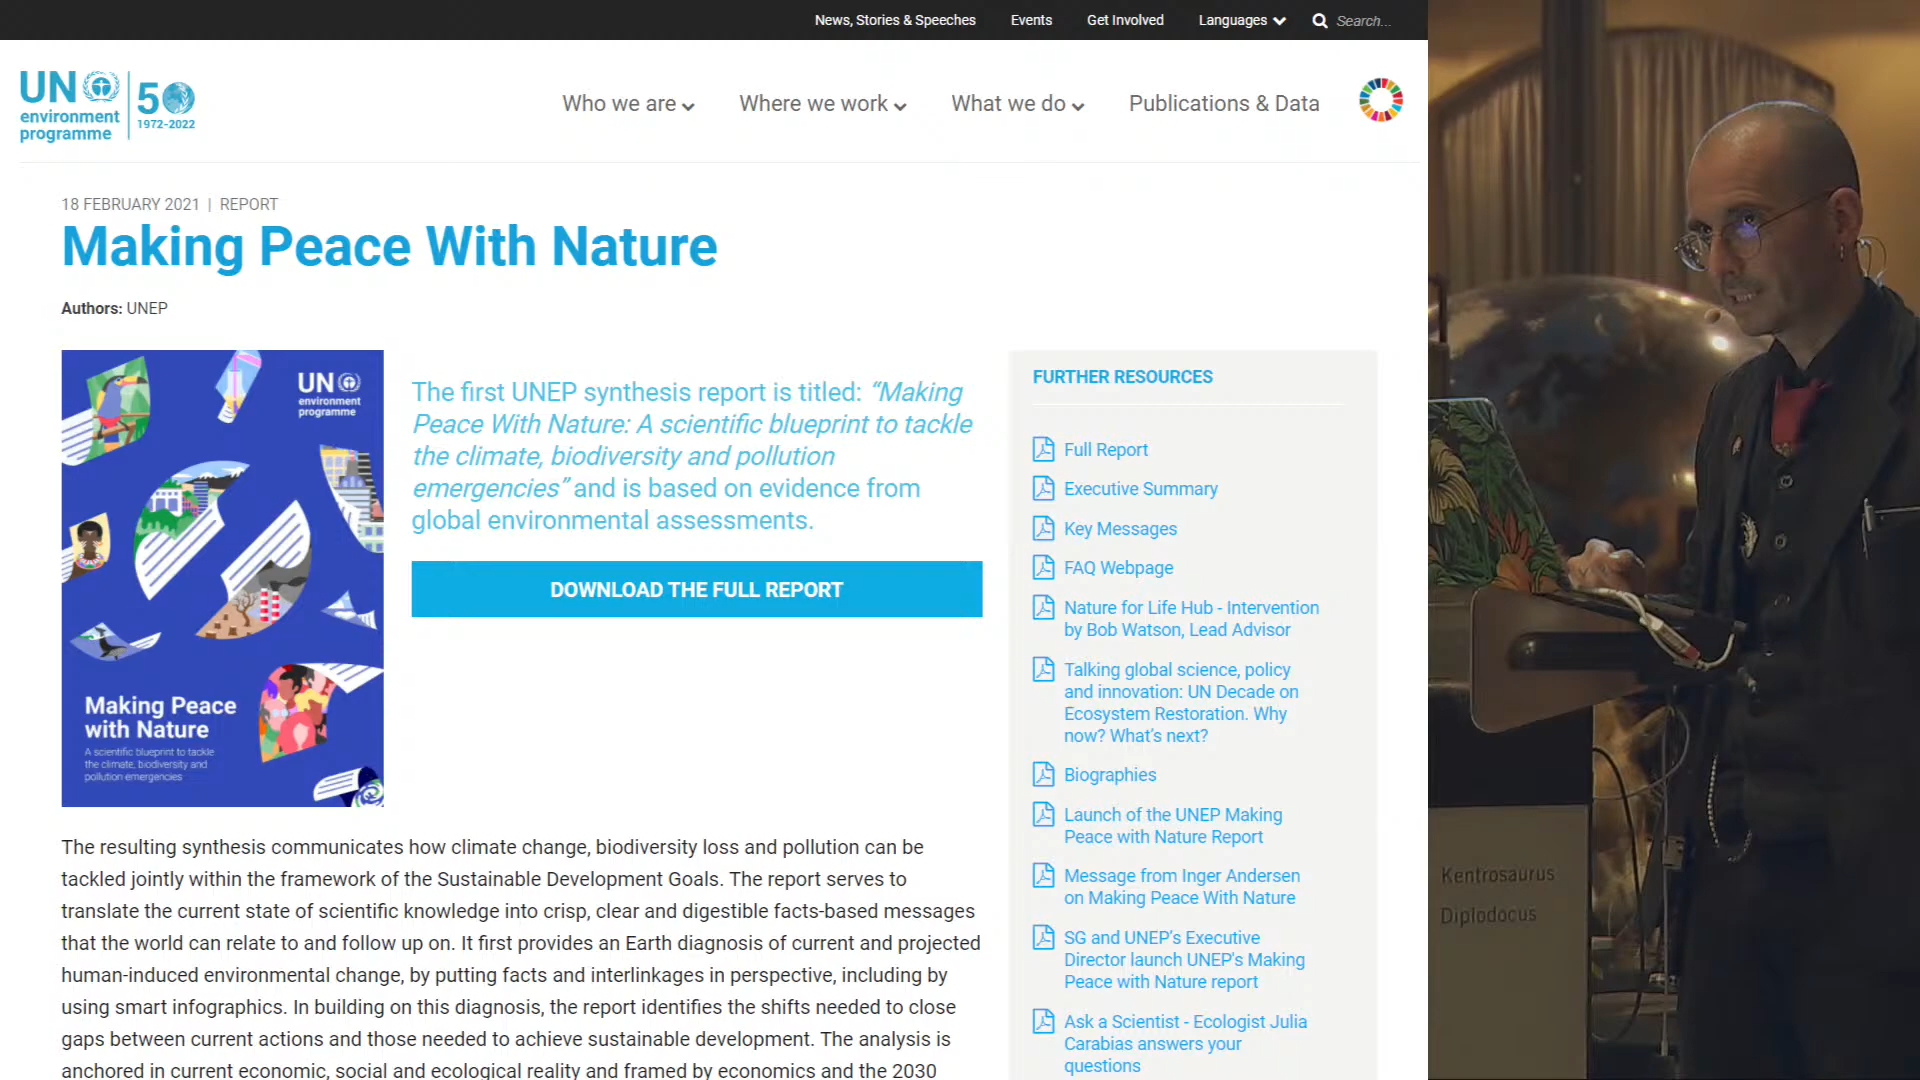 News, Stories & Speeches
Events
Get Involved
Languages
Search...
UN
environment
programme
50
1972-2022
Who we are
Where we work
What we do
Publications & Data
18 FEBRUARY 2021 | REPORT
Making Peace With Nature
Authors: UNEP
UN
environment
programme
Making Peace
with Nature
A scientific blueprint to tackle
the climate, biodiversity and
pollution emergencies
The first UNEP synthesis report is titled: “Making
Peace With Nature: A scientific blueprint to tackle
the climate, biodiversity and pollution
emergencies” and is based on evidence from
global environmental assessments.
DOWNLOAD THE FULL REPORT
The resulting synthesis communicates how climate change, biodiversity loss and pollution can be
tackled jointly within the framework of the Sustainable Development Goals. The report serves to
translate the current state of scientific knowledge into crisp, clear and digestible facts-based messages
that the world can relate to and follow up on. It first provides an Earth diagnosis of current and projected
human-induced environmental change, by putting facts and interlinkages in perspective, including by
using smart infographics. In building on this diagnosis, the report identifies the shifts needed to close
gaps between current actions and those needed to achieve sustainable development. The analysis is
anchored in current economic, social and ecological reality and framed by economics and the 2030
FURTHER RESOURCES
Full Report
Executive Summary
Key Messages
FAQ Webpage
Nature for Life Hub - Intervention
by Bob Watson, Lead Advisor
Talking global science, policy
and innovation: UN Decade on
Ecosystem Restoration. Why
now? What’s next?
Biographies
Launch of the UNEP Making
Peace with Nature Report
Message from Inger Andersen
on Making Peace With Nature
SG and UNEP’s Executive
Director launch UNEP's Making
Peace with Nature report
Ask a Scientist - Ecologist Julia
Carabias answers your
questions
Kentrosaurus
Diplodocus